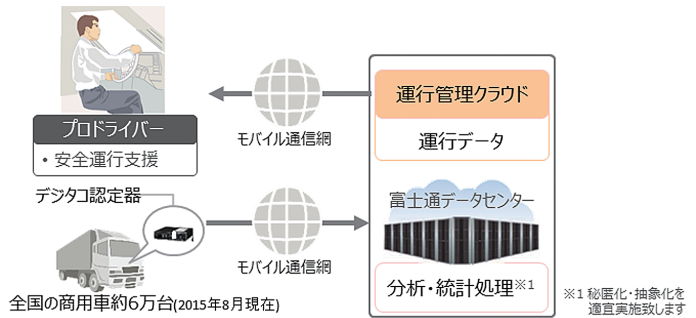 プロドライバー
・安全運行支援
デジタコ認定器
全国の商用車約6万台(2015年8月現在)
モバイル通信網
モバイル通信網
運行管理クラウド
運行データ
富士通データセンター
分析・統計処理※1
※1 秘匿化・抽象化を
適宜実施致します